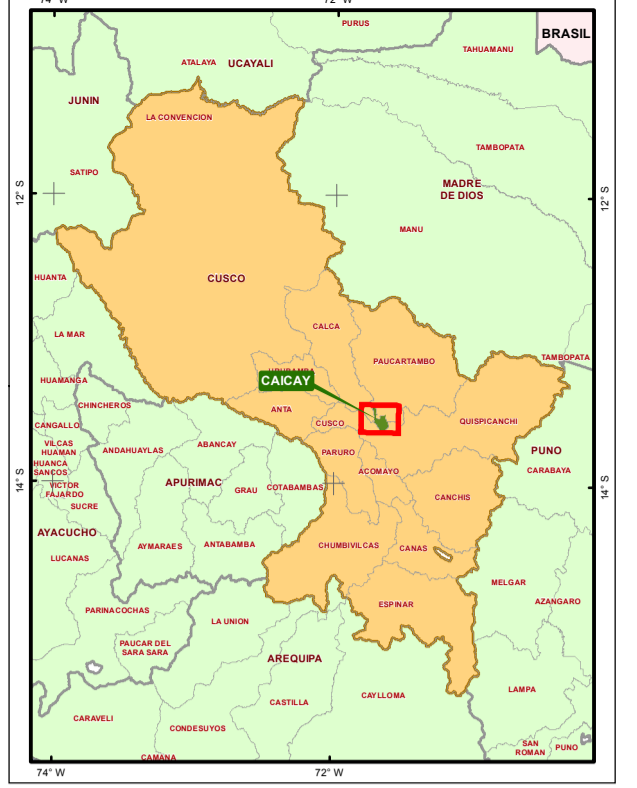 74° W
72° W
PURUS
BRASIL
TAHUAMANU
ATALAYA
UCAYALI
JUNIN
LA CONVENCION
TAMBOPATA
SATIPO
12° S
12° S
MADRE
DE DIOS
MANU
HUANTA
CUSCO
CALCA
LA MAR
PAUCARTAMBO
TAMBOPATA
URUBAMBA
HUAMANGA
CAICAY
CHINCHEROS
ANTA
CUSCO
QUISPICANCHI
CANGALLO
VILCAS
HUAMAN
ANDAHUAYLAS
ABANCAY
PARURO
PUNO
HUANCA
SANCOS
ACOMAYO
CARABAYA
14° S
14° S
APURIMAC
GRAU
COTABAMBAS
VICTOR
FAJARDO
CANCHIS
SUCRE
AYACUCHO
AYMARAES
ANTABAMBA
CHUMBIVILCAS
CANAS
LUCANAS
MELGAR
PARINACOCHAS
ESPINAR
AZANGARO
LA UNION
PAUCAR DEL
SARA SARA
AREQUIPA
CAYLLOMA
LAMPA
CASTILLA
CARAVELI
CONDESUYOS
SAN
ROMAN
PUNO
CAMANA
74° W
72° W